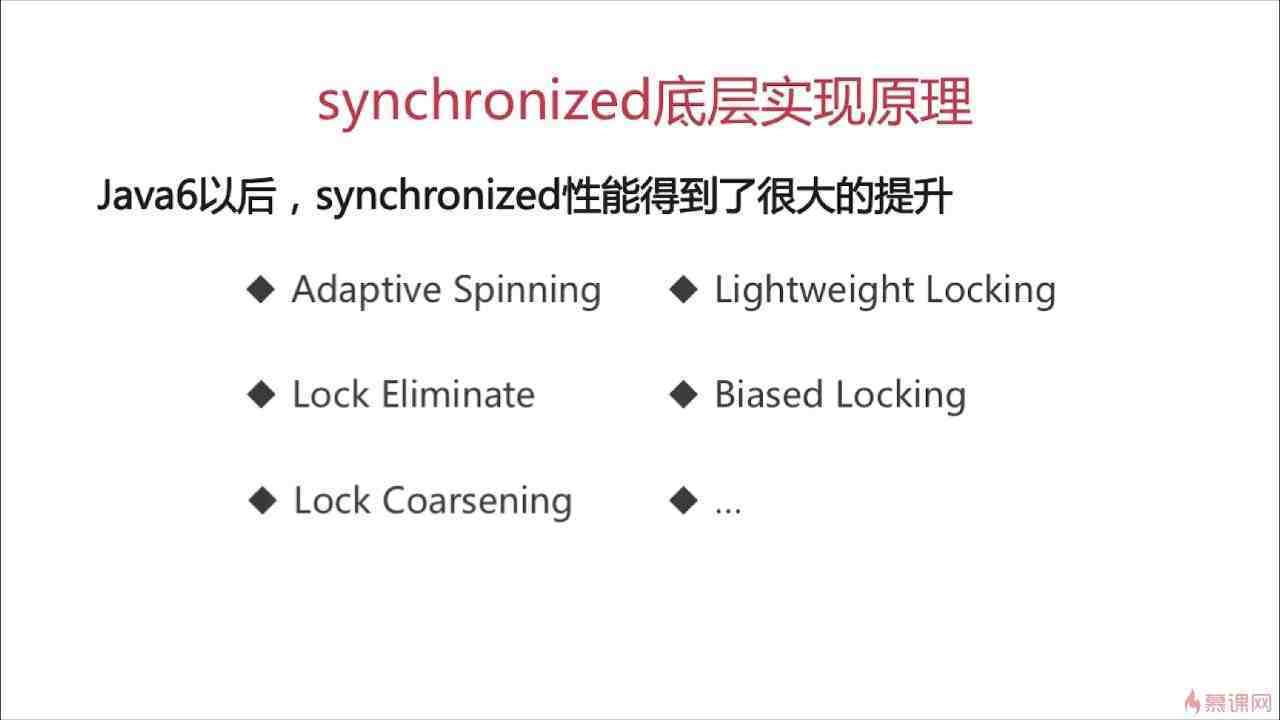 synchronized底层实现原理
Java6以后，synchronized性能得到了很大的提升
◆ Adaptive Spinning
◆ Lightweight Locking
◆ Lock Eliminate
◆ Biased Locking
◆ Lock Coarsening
◆ ...
慕课网